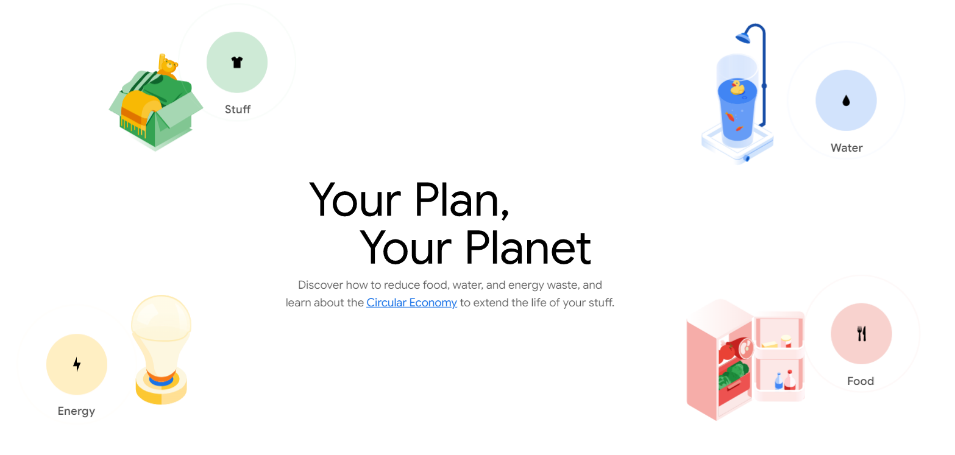 Stuff
Water
Your Plan,
Your Planet
Discover how to reduce food, water, and energy waste, and
learn about the Circular Economy to extend the life of your stuff.
Energy
Food